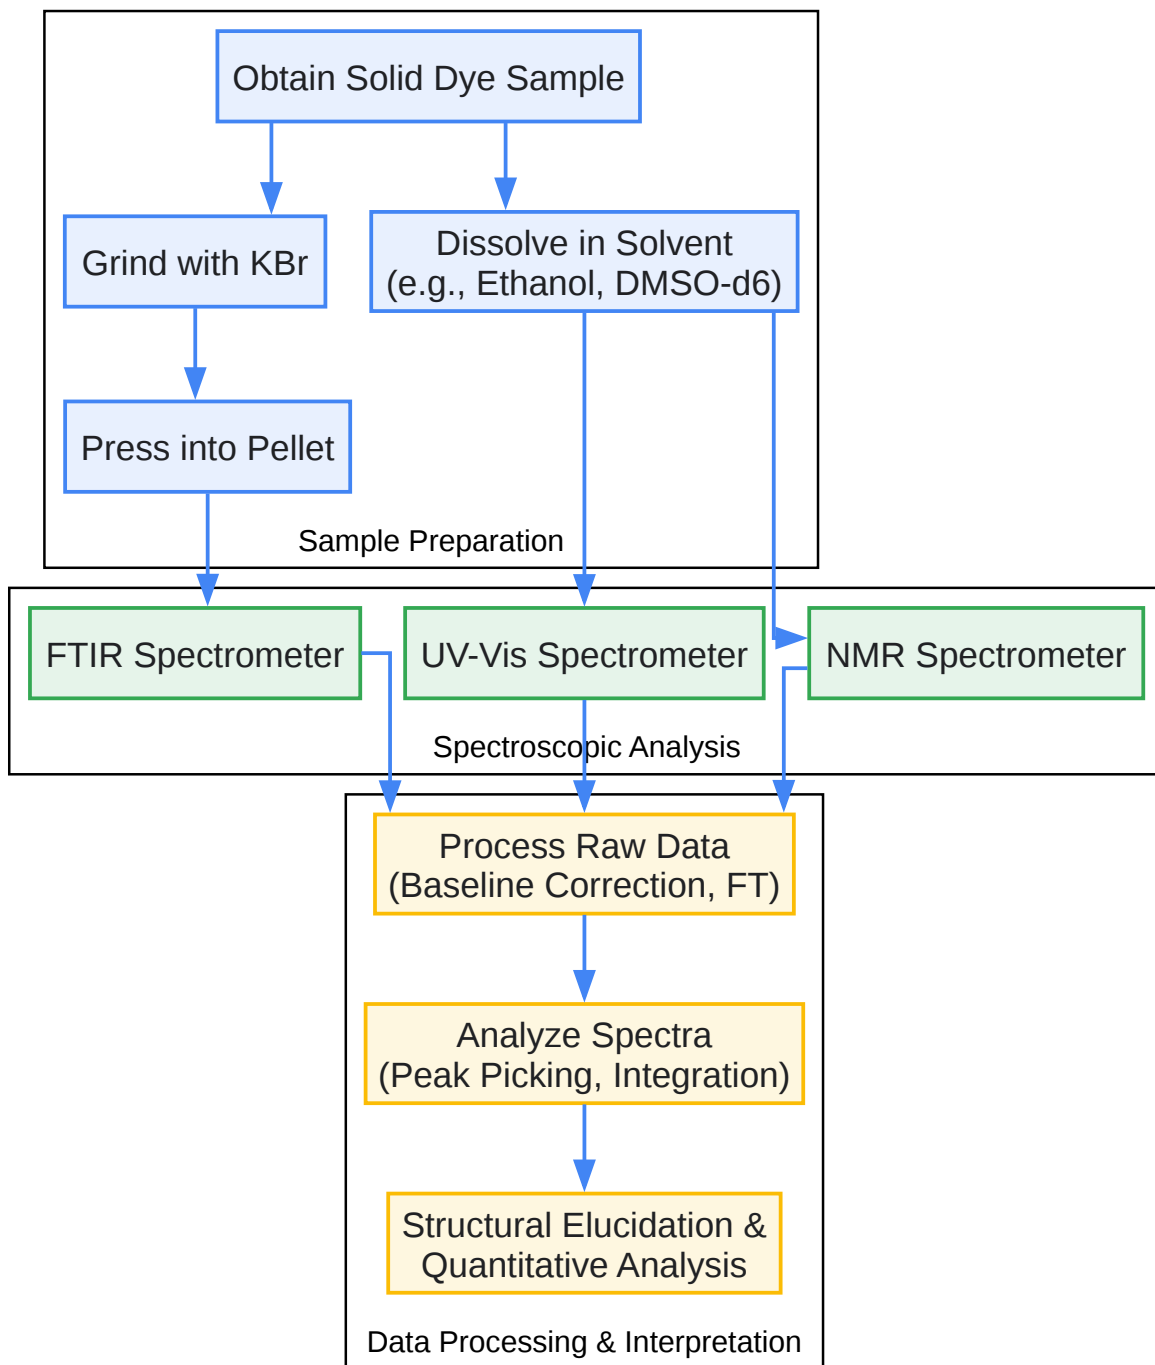 Obtain Solid Dye Sample
Grind with KBr
Dissolve in Solvent
(e.g., Ethanol, DMSO-d6)
Press into Pellet
Sample Preparation
FTIR Spectrometer
UV-Vis Spectrometer
NMR Spectrometer
Spectroscopic Analysis
Process Raw Data
(Baseline Correction, FT)
Analyze Spectra
(Peak Picking, Integration)
Structural Elucidation &
Quantitative Analysis
Data Processing & Interpretation